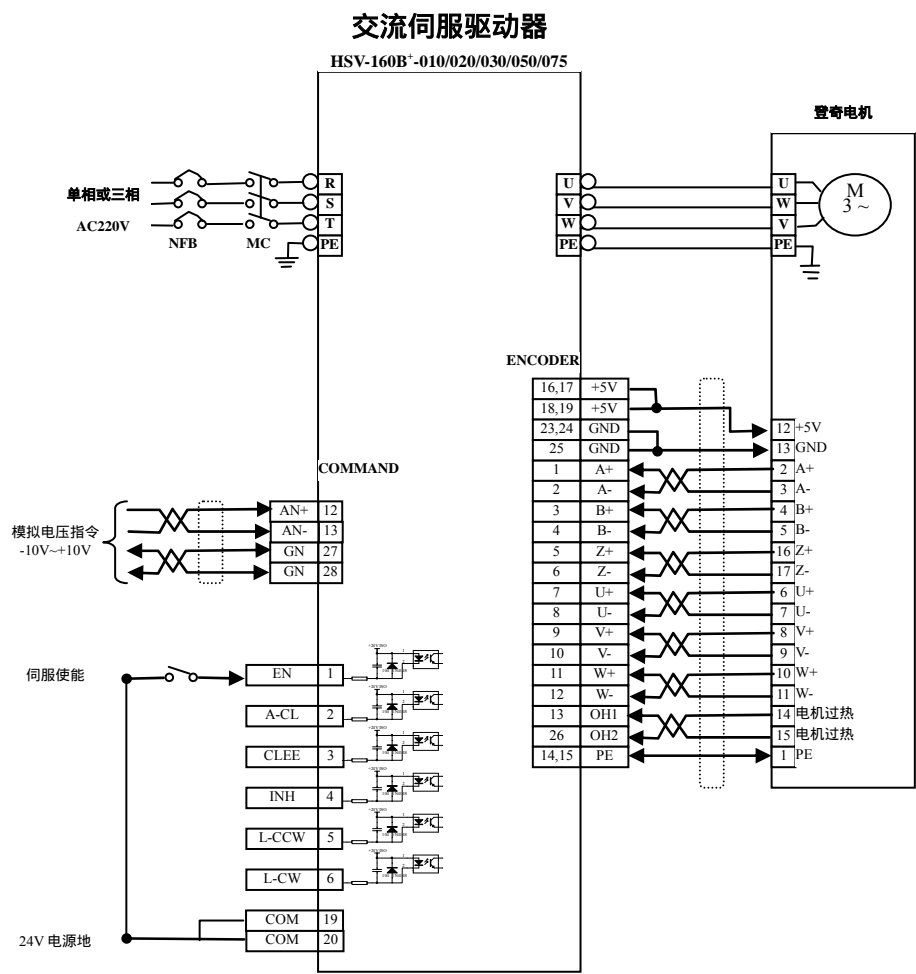 交流伺服驱动器
HSV-160B+-010/020/030/050/075
登奇电机
单相或三相
AC220V
NFB MC
R
S
T
PE
U
V
W
PE
U
W
V
PE
M
3 ~
ENCODER
16,17 +5V
18,19 +5V
23,24 GND
25 GND
1 A+
2 A-
3 B+
4 B-
5 Z+
6 Z-
7 U+
8 U-
9 V+
10 V-
11 W+
12 W-
13 OH1
26 OH2
14,15 PE
12 +5V
13 GND
2 A+
3 A-
4 B+
5 B-
16 Z+
17 Z-
6 U+
7 U-
8 V+
9 V-
10 W+
11 W-
14 电机过热
15 电机过热
1 PE
COMMAND
模拟电压指令
-10V~+10V
AN+ 12
AN- 13
GN 27
GN 28
伺服使能
EN 1
A-CL 2
CLEE 3
INH 4
L-CCW 5
L-CW 6
COM 19
COM 20
24V 电源地